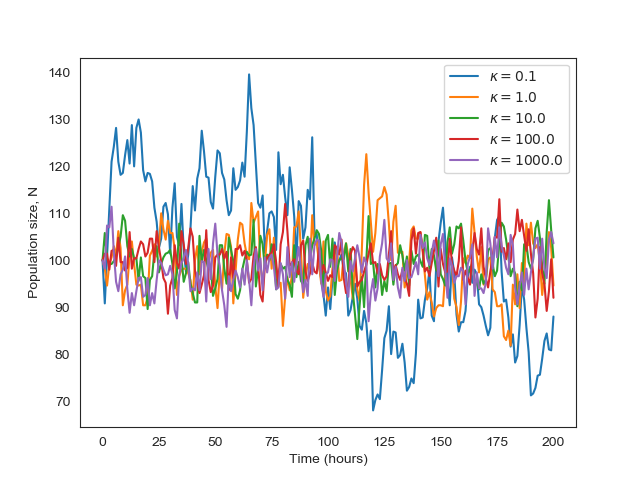 140
130
120
110
100
90
80
70
Population size, N
0
25
50
75
100
125
150
175
200
Time (hours)
κ = 0.1
κ = 1.0
κ = 10.0
κ = 100.0
κ = 1000.0